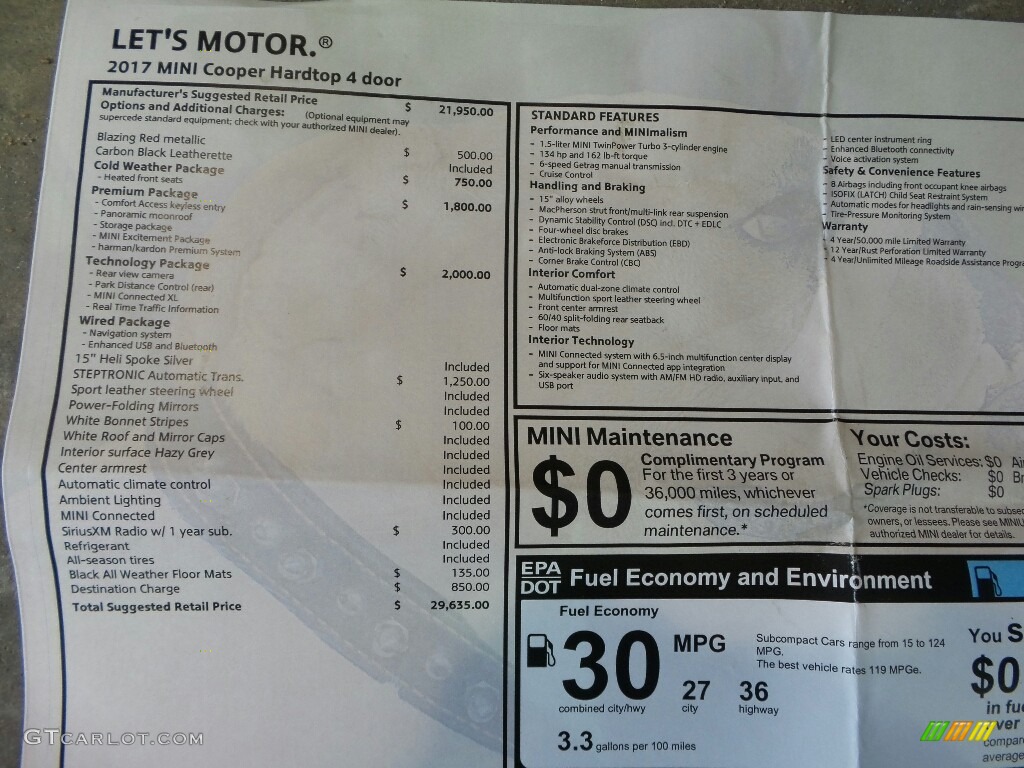 LET'S MOTOR.®
2017 MINI Cooper Hardtop 4 door
Manufacturer's Suggested Retail Price $ 21,950.00
Options and Additional Charges: (Optional equipment may
supercede standard equipment; check with your authorized MINI dealer).
Blazing Red metallic $ 500.00
Carbon Black Leatherette Included
Cold Weather Package $ 750.00
- Heated front seats
Premium Package $ 1,800.00
- Comfort Access keyless entry
- Panoramic moonroof
- Storage package
- MINI Excitement Package
- harman/kardon Premium System
Technology Package $ 2,000.00
- Rear view camera
- Park Distance Control (rear)
- MINI Connected XL
- Real Time Traffic Information
Wired Package
- Navigation system
- Enhanced USB and Bluetooth
15" Heli Spoke Silver Included
STEPTRONIC Automatic Trans. $ 1,250.00
Sport leather steering wheel Included
Power-Folding Mirrors Included
White Bonnet Stripes $ 100.00
White Roof and Mirror Caps Included
Interior surface Hazy Grey Included
Center armrest Included
Automatic climate control Included
Ambient Lighting Included
MINI Connected Included
SiriusXM Radio w/ 1 year sub. $ 300.00
Refrigerant Included
All-season tires Included
Black All Weather Floor Mats $ 135.00
Destination Charge $ 850.00
Total Suggested Retail Price $ 29,635.00
STANDARD FEATURES
Performance and MINImalism
- 1.5-liter MINI TwinPower Turbo 3-cylinder engine
- 134 hp and 162 lb-ft torque
- 6-speed Getrag manual transmission
- Cruise Control
Handling and Braking
- 15" alloy wheels
- MacPherson strut front/multi-link rear suspension
- Dynamic Stability Control (DSC) incl. DTC + EDLC
- Four-wheel disc brakes
- Electronic Brakeforce Distribution (EBD)
- Anti-lock Braking System (ABS)
- Corner Brake Control (CBC)
Interior Comfort
- Automatic dual-zone climate control
- Multifunction sport leather steering wheel
- Front center armrest
- 60/40 split-folding rear seatback
- Floor mats
Interior Technology
- MINI Connected system with 6.5-inch multifunction center display
and support for MINI Connected app integration
- Six-speaker audio system with AM/FM HD radio, auxiliary input, and
USB port
- LED center instrument ring
- Enhanced Bluetooth connectivity
- Voice activation system
Safety & Convenience Features
- 8 Airbags including front occupant knee airbags
- ISOFIX (LATCH) Child Seat Restraint System
- Automatic modes for headlights and rain-sensing wi
- Tire-Pressure Monitoring System
Warranty
- 4 Year/50,000 mile Limited Warranty
- 12 Year/Rust Perforation Limited Warranty
- 4 Year/Unlimited Mileage Roadside Assistance Progra
MINI Maintenance
$0
Complimentary Program
For the first 3 years or
36,000 miles, whichever
comes first, on scheduled
maintenance.*
Your Costs:
Engine Oil Services: $0 Ai
Vehicle Checks: $0 Br
Spark Plugs: $0
*Coverage is not transferable to subse
owners, or lessees. Please see MINIU
authorized MINI dealer for details.
EPA
DOT
Fuel Economy and Environment
Fuel Economy
30 MPG
combined city/hwy
27
city
36
highway
3.3 gallons per 100 miles
Subcompact Cars range from 15 to 124
MPG.
The best vehicle rates 119 MPGe.
You S
$0
in fue
over
compar
average
GTcarlot.com